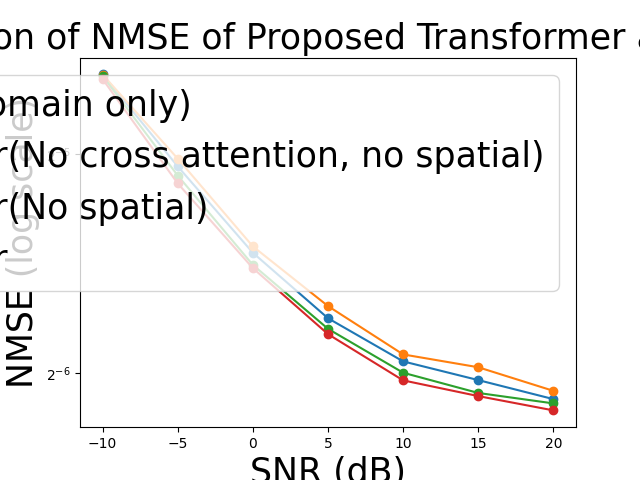 on of NMSE of Proposed Transformer a
omain only)
r(No cross attention, no spatial)
r(No spatial)
r
NMSE (log scale)
2⁻⁶
−10 −5 0 5 10 15 20
SNR (dB)